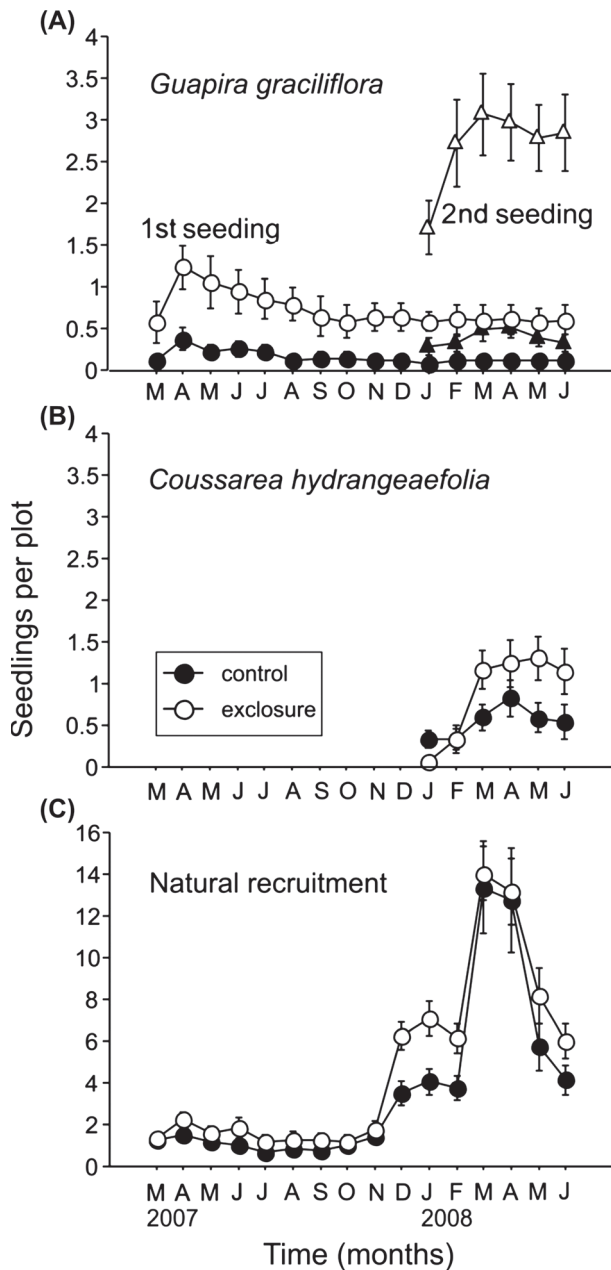 (A)
4
Guapira graciliflora
3.5
3
2.5
2
1st seeding
2nd seeding
1.5
1
0.5
0
M A M J J A S O N D J F M A M J
(B)
4
Coussarea hydrangeaefolia
3.5
3
2.5
2
1.5
control
1
exclosure
0.5
0
M A M J J A S O N D J F M A M J
Seedlings per plot
(C)
16
Natural recruitment
14
12
10
8
6
4
2
0
M A M J J A S O N D J F M A M J
2007 2008
Time (months)